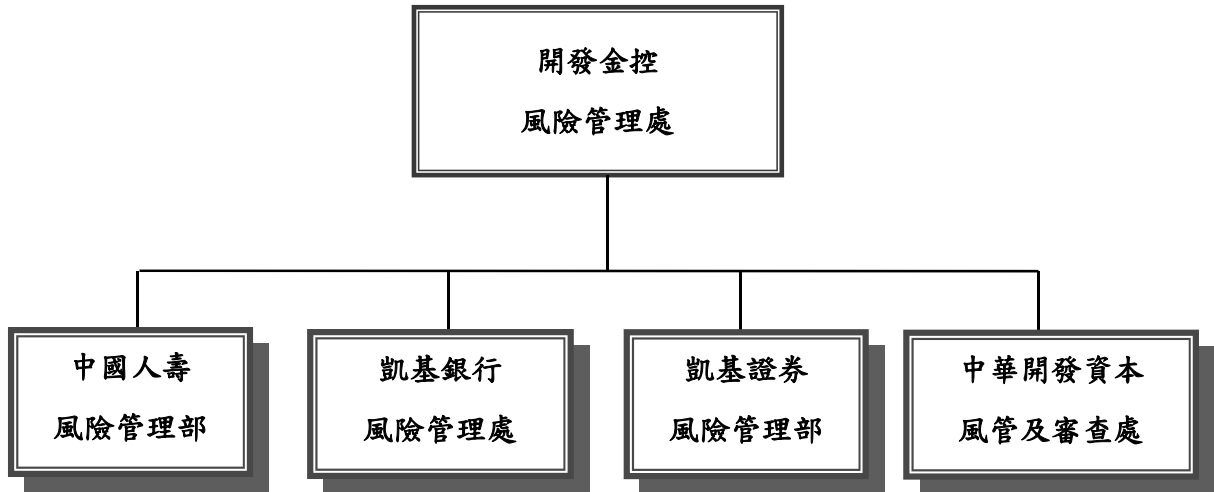 開發金控
風險管理處
中國人壽
風險管理部
凱基銀行
風險管理處
凱基證券
風險管理部
中華開發資本
風管及審查處